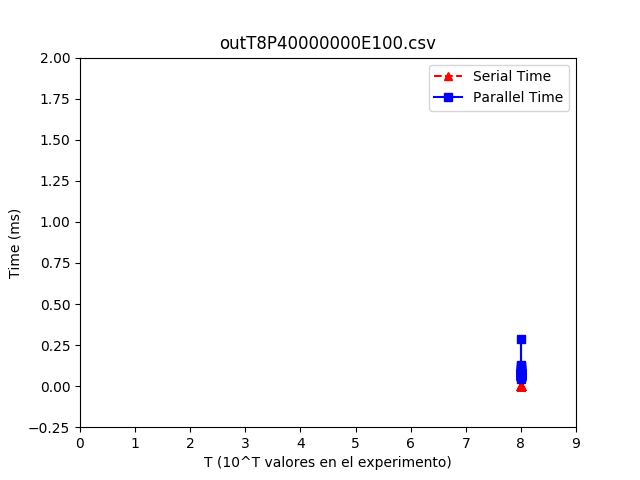 outT8P40000000E100.csv
Serial Time
Parallel Time
2.00
1.75
1.50
1.25
1.00
0.75
0.50
0.25
0.00
−0.25
Time (ms)
0 1 2 3 4 5 6 7 8 9
T (10^T valores en el experimento)